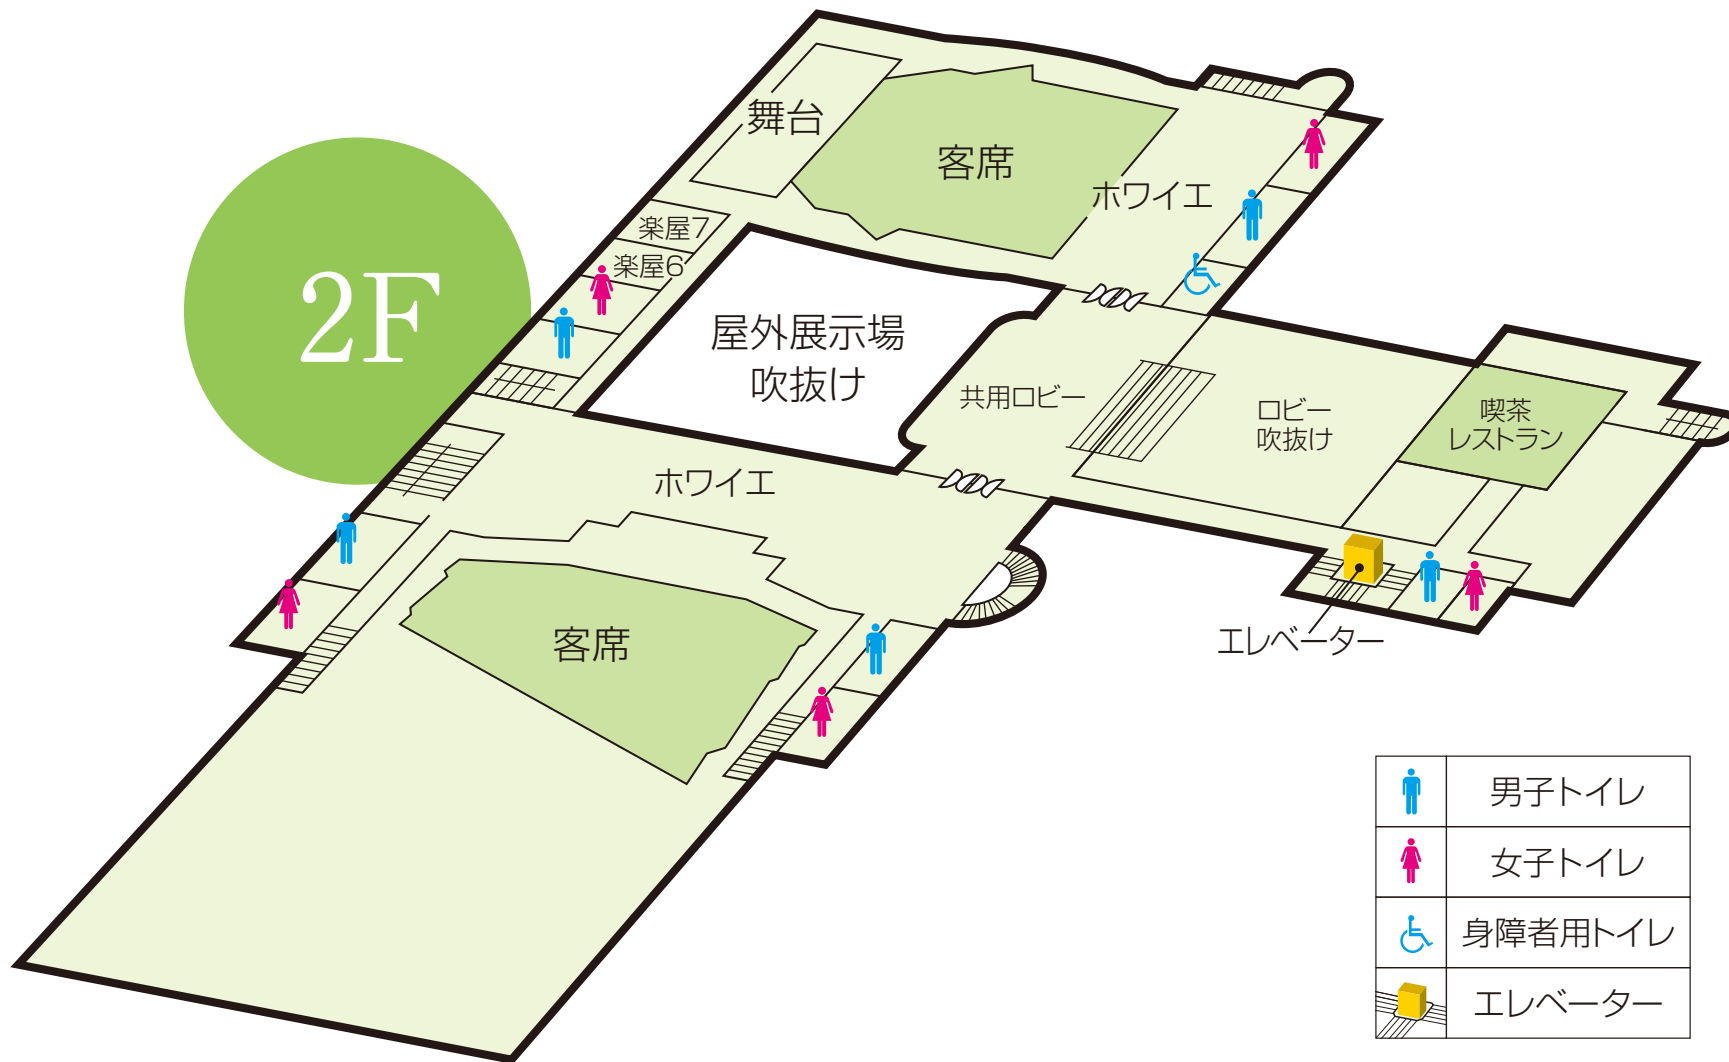 2F
舞台
客席
ホワイエ
楽屋7
楽屋6
屋外展示場
吹抜け
共用ロビー
ロビー
吹抜け
喫茶
レストラン
ホワイエ
客席
エレベーター
男子トイレ
女子トイレ
身障者用トイレ
エレベーター